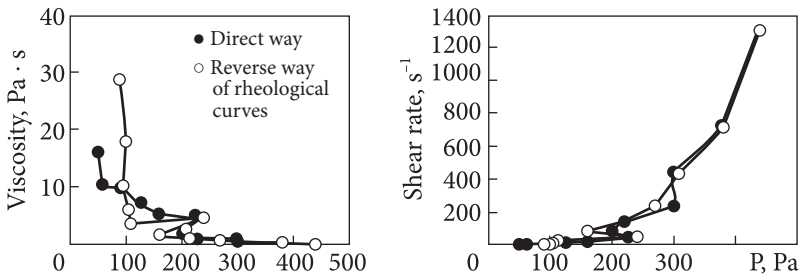 40
30
20
10
Viscosity, Pa · s
Direct way
Reverse way
of rheological
curves
100 200 300 400 500
1400
1200
1000
800
600
400
200
Shear rate, s⁻¹
0 100 200 300 P, Pa